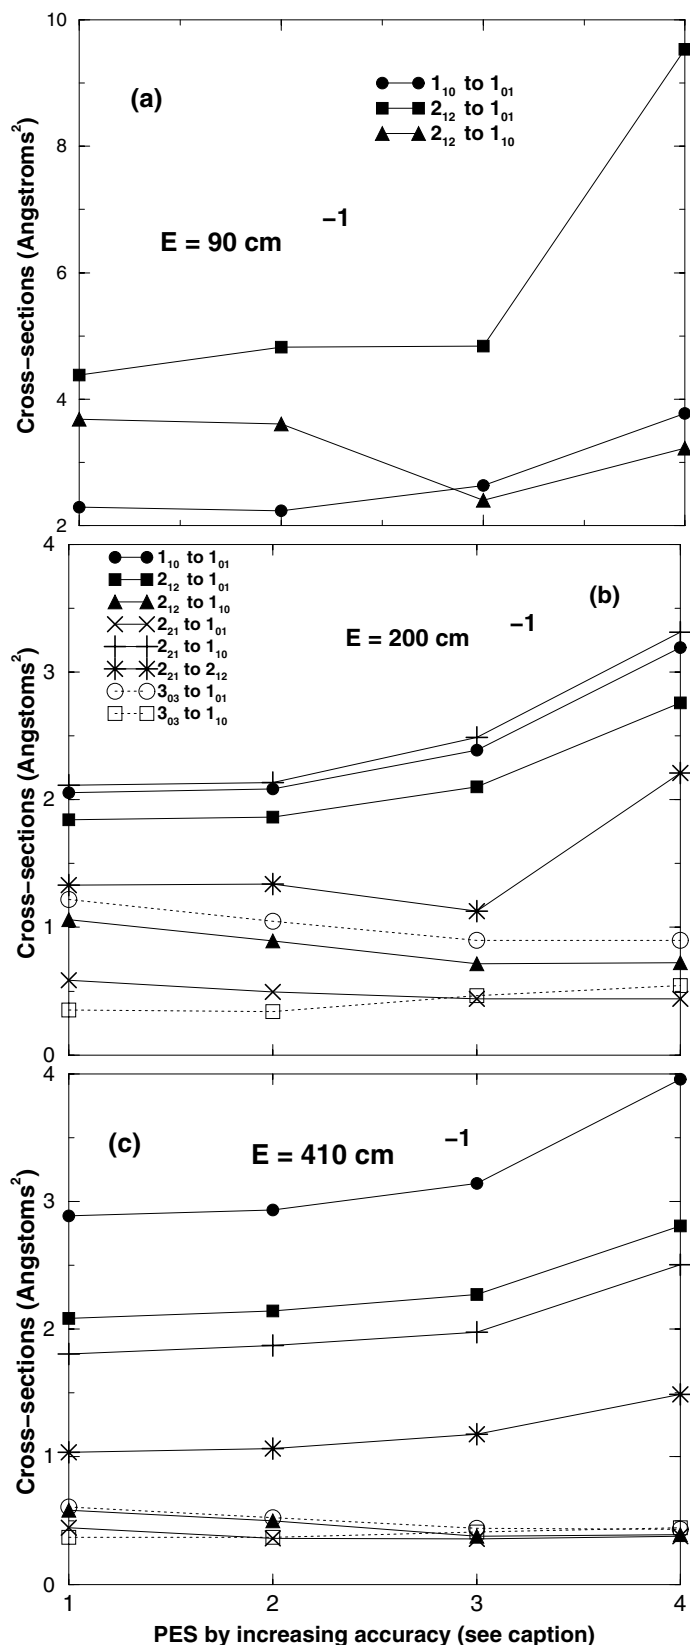 10
8
6
4
2
Cross−sections (Angstroms²)
(a)
1₁₀ to 1₀₁
2₁₂ to 1₀₁
2₁₂ to 1₁₀
E = 90 cm ⁻¹
4
3
2
1
0
Cross−sections (Angstoms²)
1₁₀ to 1₀₁
2₁₂ to 1₀₁
2₁₂ to 1₁₀
2₂₁ to 1₀₁
2₂₁ to 1₁₀
2₂₁ to 2₁₂
3₀₃ to 1₀₁
3₀₃ to 1₁₀
(b)
E = 200 cm ⁻¹
4
3
2
1
0
Cross−sections (Angstoms²)
(c)
E = 410 cm ⁻¹
1 2 3 4
PES by increasing accuracy (see caption)